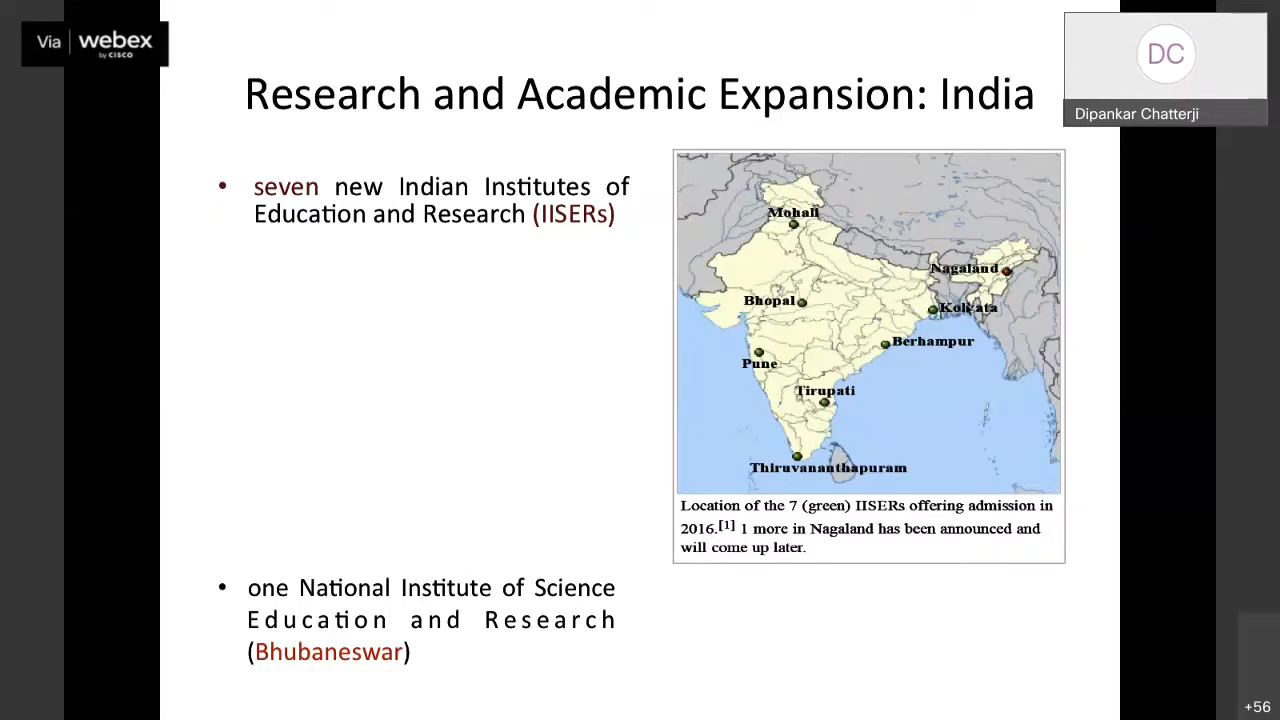 Via webex
by CISCO
DC
Dipankar Chatterji
Research and Academic Expansion: India
• seven new Indian Institutes of
Education and Research (IISERs)
Mohali
Nagaland
Bhopal
Kolkata
Berhampur
Pune
Tirupati
Thiruvananthapuram
Location of the 7 (green) IISERs offering admission in
2016.[1] 1 more in Nagaland has been announced and
will come up later.
• one National Institute of Science
Education and Research
(Bhubaneswar)
+56